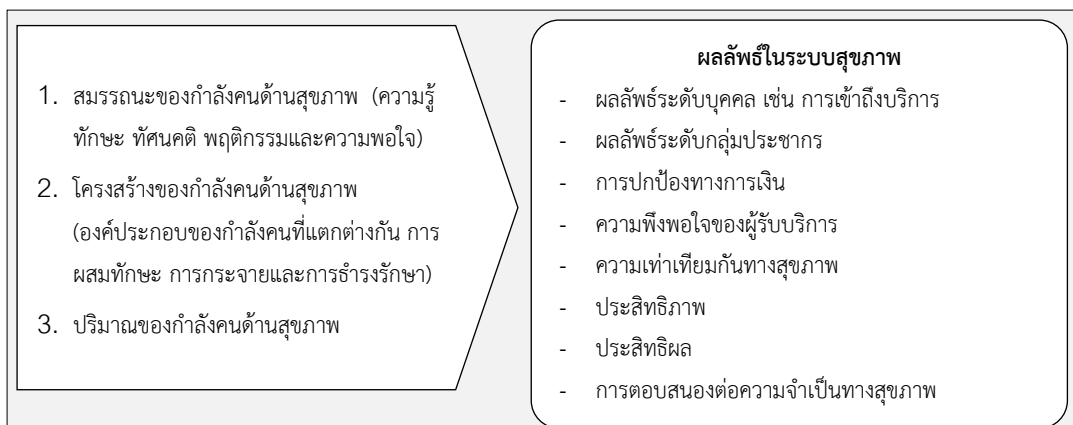 1. สมรรถนะของกำลังคนด้านสุขภาพ (ความรู้
ทักษะ ทัศนคติ พฤติกรรมและความพอใจ)
2. โครงสร้างของกำลังคนด้านสุขภาพ
(องค์ประกอบของกำลังคนที่แตกต่างกัน การ
ผสมทักษะ การกระจายและการธำรงรักษา)
3. ปริมาณของกำลังคนด้านสุขภาพ
ผลลัพธ์ในระบบสุขภาพ
- ผลลัพธ์ระดับบุคคล เช่น การเข้าถึงบริการ
- ผลลัพธ์ระดับกลุ่มประชากร
- การปกป้องทางการเงิน
- ความพึงพอใจของผู้รับบริการ
- ความเท่าเทียมกันทางสุขภาพ
- ประสิทธิภาพ
- ประสิทธิผล
- การตอบสนองต่อความจำเป็นทางสุขภาพ